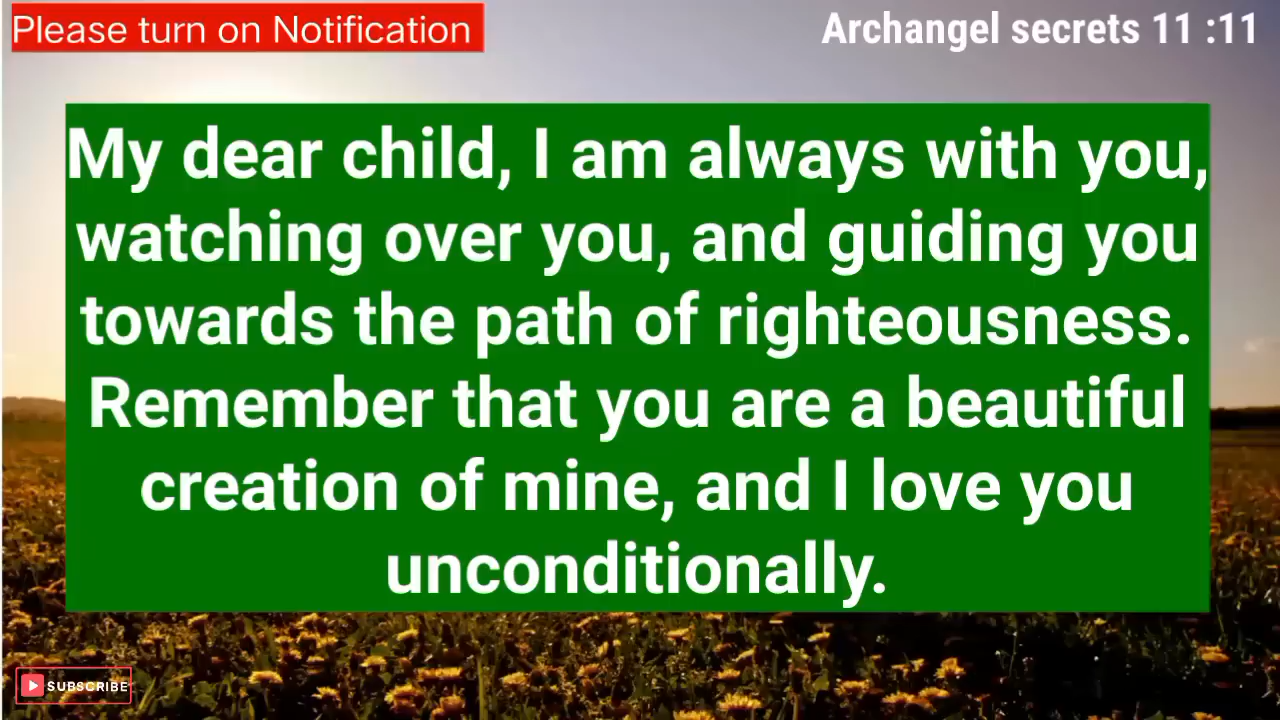 Please turn on Notification
Archangel secrets 11 :11
My dear child, I am always with you,
watching over you, and guiding you
towards the path of righteousness.
Remember that you are a beautiful
creation of mine, and I love you
unconditionally.
SUBSCRIBE